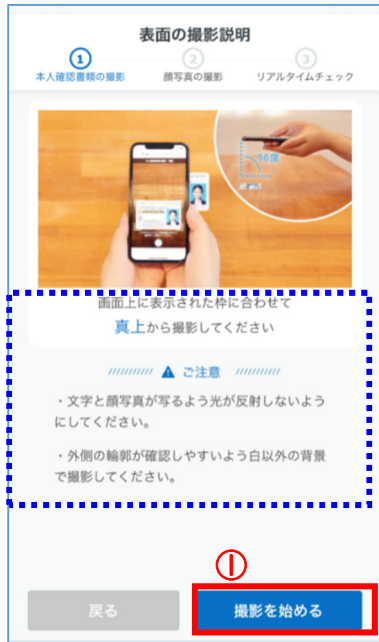 表面の撮影説明
1
2
3
本人確認書類の撮影
顔写真の撮影
リアルタイムチェック
90度
画面上に表示された枠に合わせて
真上から撮影してください
ご注意
・文字と顔写真が写るよう光が反射しないよう
にしてください。
・外側の輪郭が確認しやすいよう白以外の背景
で撮影してください。
①
戻る
撮影を始める